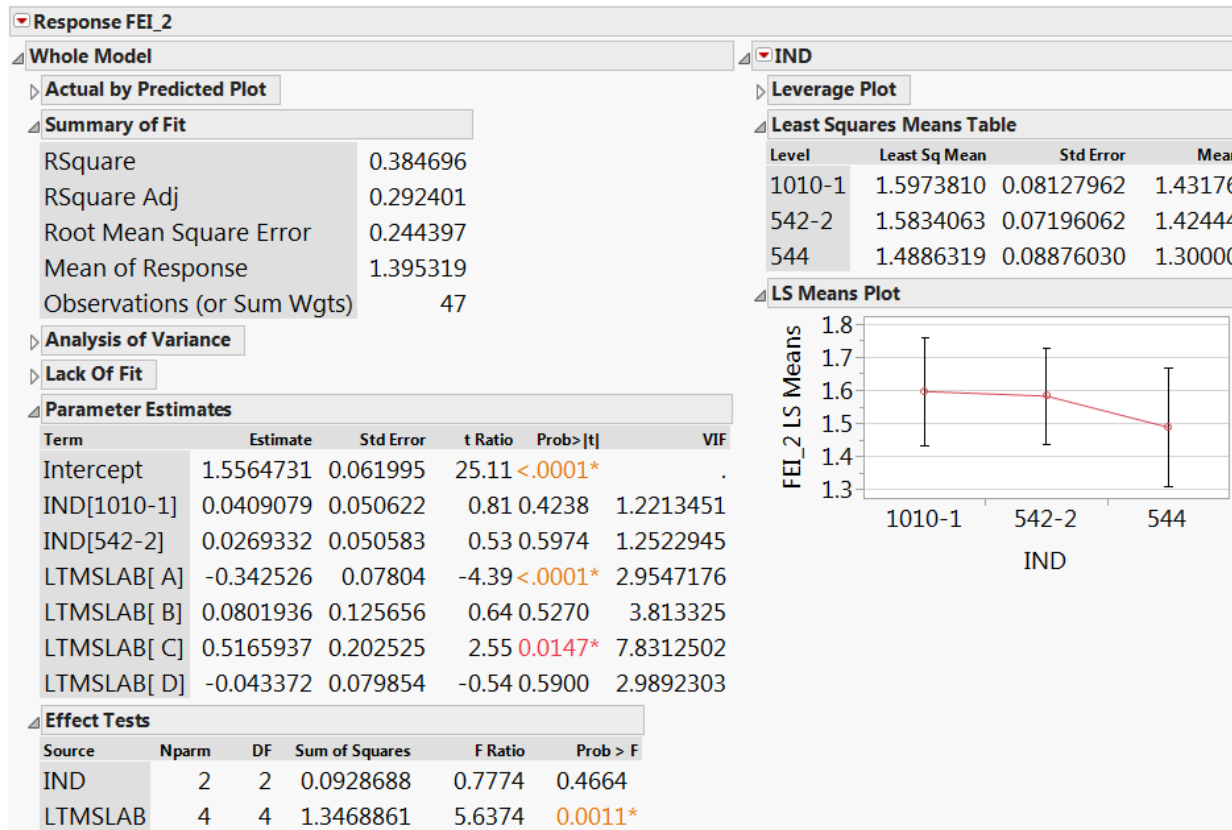 Response FEI_2
Whole Model
Actual by Predicted Plot
Summary of Fit
RSquare 0.384696
RSquare Adj 0.292401
Root Mean Square Error 0.244397
Mean of Response 1.395319
Observations (or Sum Wgts) 47
Analysis of Variance
Lack Of Fit
Parameter Estimates
Term Estimate Std Error t Ratio Prob>|t| VIF
Intercept 1.5564731 0.061995 25.11 <.0001* .
IND[1010-1] 0.0409079 0.050622 0.81 0.4238 1.2213451
IND[542-2] 0.0269332 0.050583 0.53 0.5974 1.2522945
LTMSLAB[ A] -0.342526 0.07804 -4.39 <.0001* 2.9547176
LTMSLAB[ B] 0.0801936 0.125656 0.64 0.5270 3.813325
LTMSLAB[ C] 0.5165937 0.202525 2.55 0.0147* 7.8312502
LTMSLAB[ D] -0.043372 0.079854 -0.54 0.5900 2.9892303
Effect Tests
Source Nparm DF Sum of Squares F Ratio Prob > F
IND 2 2 0.0928688 0.7774 0.4664
LTMSLAB 4 4 1.3468861 5.6374 0.0011*
IND
Leverage Plot
Least Squares Means Table
Level Least Sq Mean Std Error Mean
1010-1 1.5973810 0.08127962 1.43176
542-2 1.5834063 0.07196062 1.42444
544 1.4886319 0.08876030 1.30000
LS Means Plot
FEI_2 LS Means
1.8
1.7
1.6
1.5
1.4
1.3
1010-1 542-2 544
IND